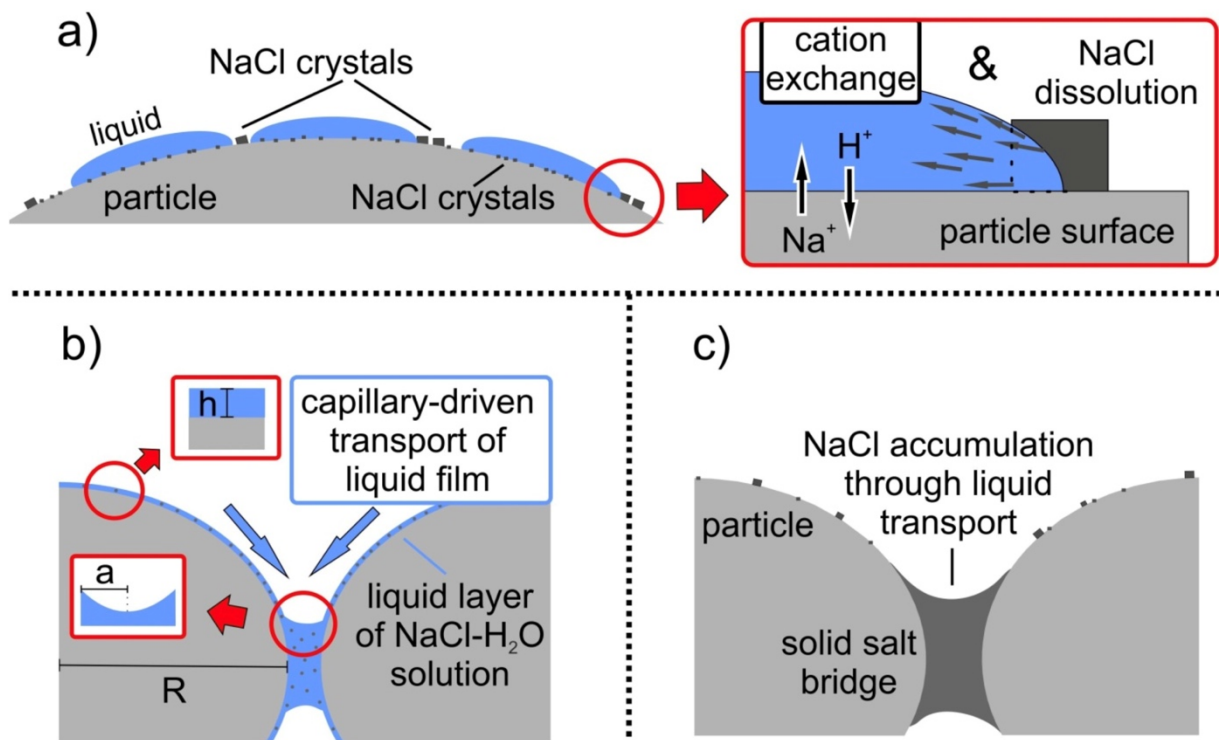 a)
NaCl crystals
liquid
particle
NaCl crystals
cation
exchange
&
NaCl
dissolution
H⁺
Na⁺
particle surface
b)
h
capillary-driven
transport of
liquid film
a
R
liquid layer
of NaCl-H₂O
solution
c)
NaCl accumulation
through liquid
transport
particle
solid salt
bridge